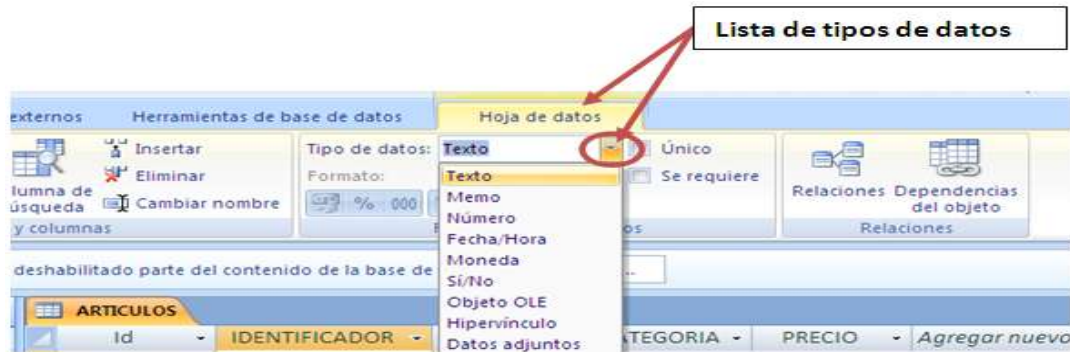 Lista de tipos de datos
externos Herramientas de base de datos Hoja de datos
Insertar
Eliminar
Cambiar nombre
lumna de
úsqueda
y columnas
Tipo de datos: Texto
Formato:
% 000
Único
Se requiere
Texto
Memo
Número
Fecha/Hora
Moneda
Sí/No
Objeto OLE
Hipervínculo
Datos adjuntos
os
Relaciones
Dependencias
del objeto
Relaciones
deshabilitado parte del contenido de la base de ...
ARTICULOS
Id IDENTIFICADOR TEGORIA PRECIO Agregar nuevo